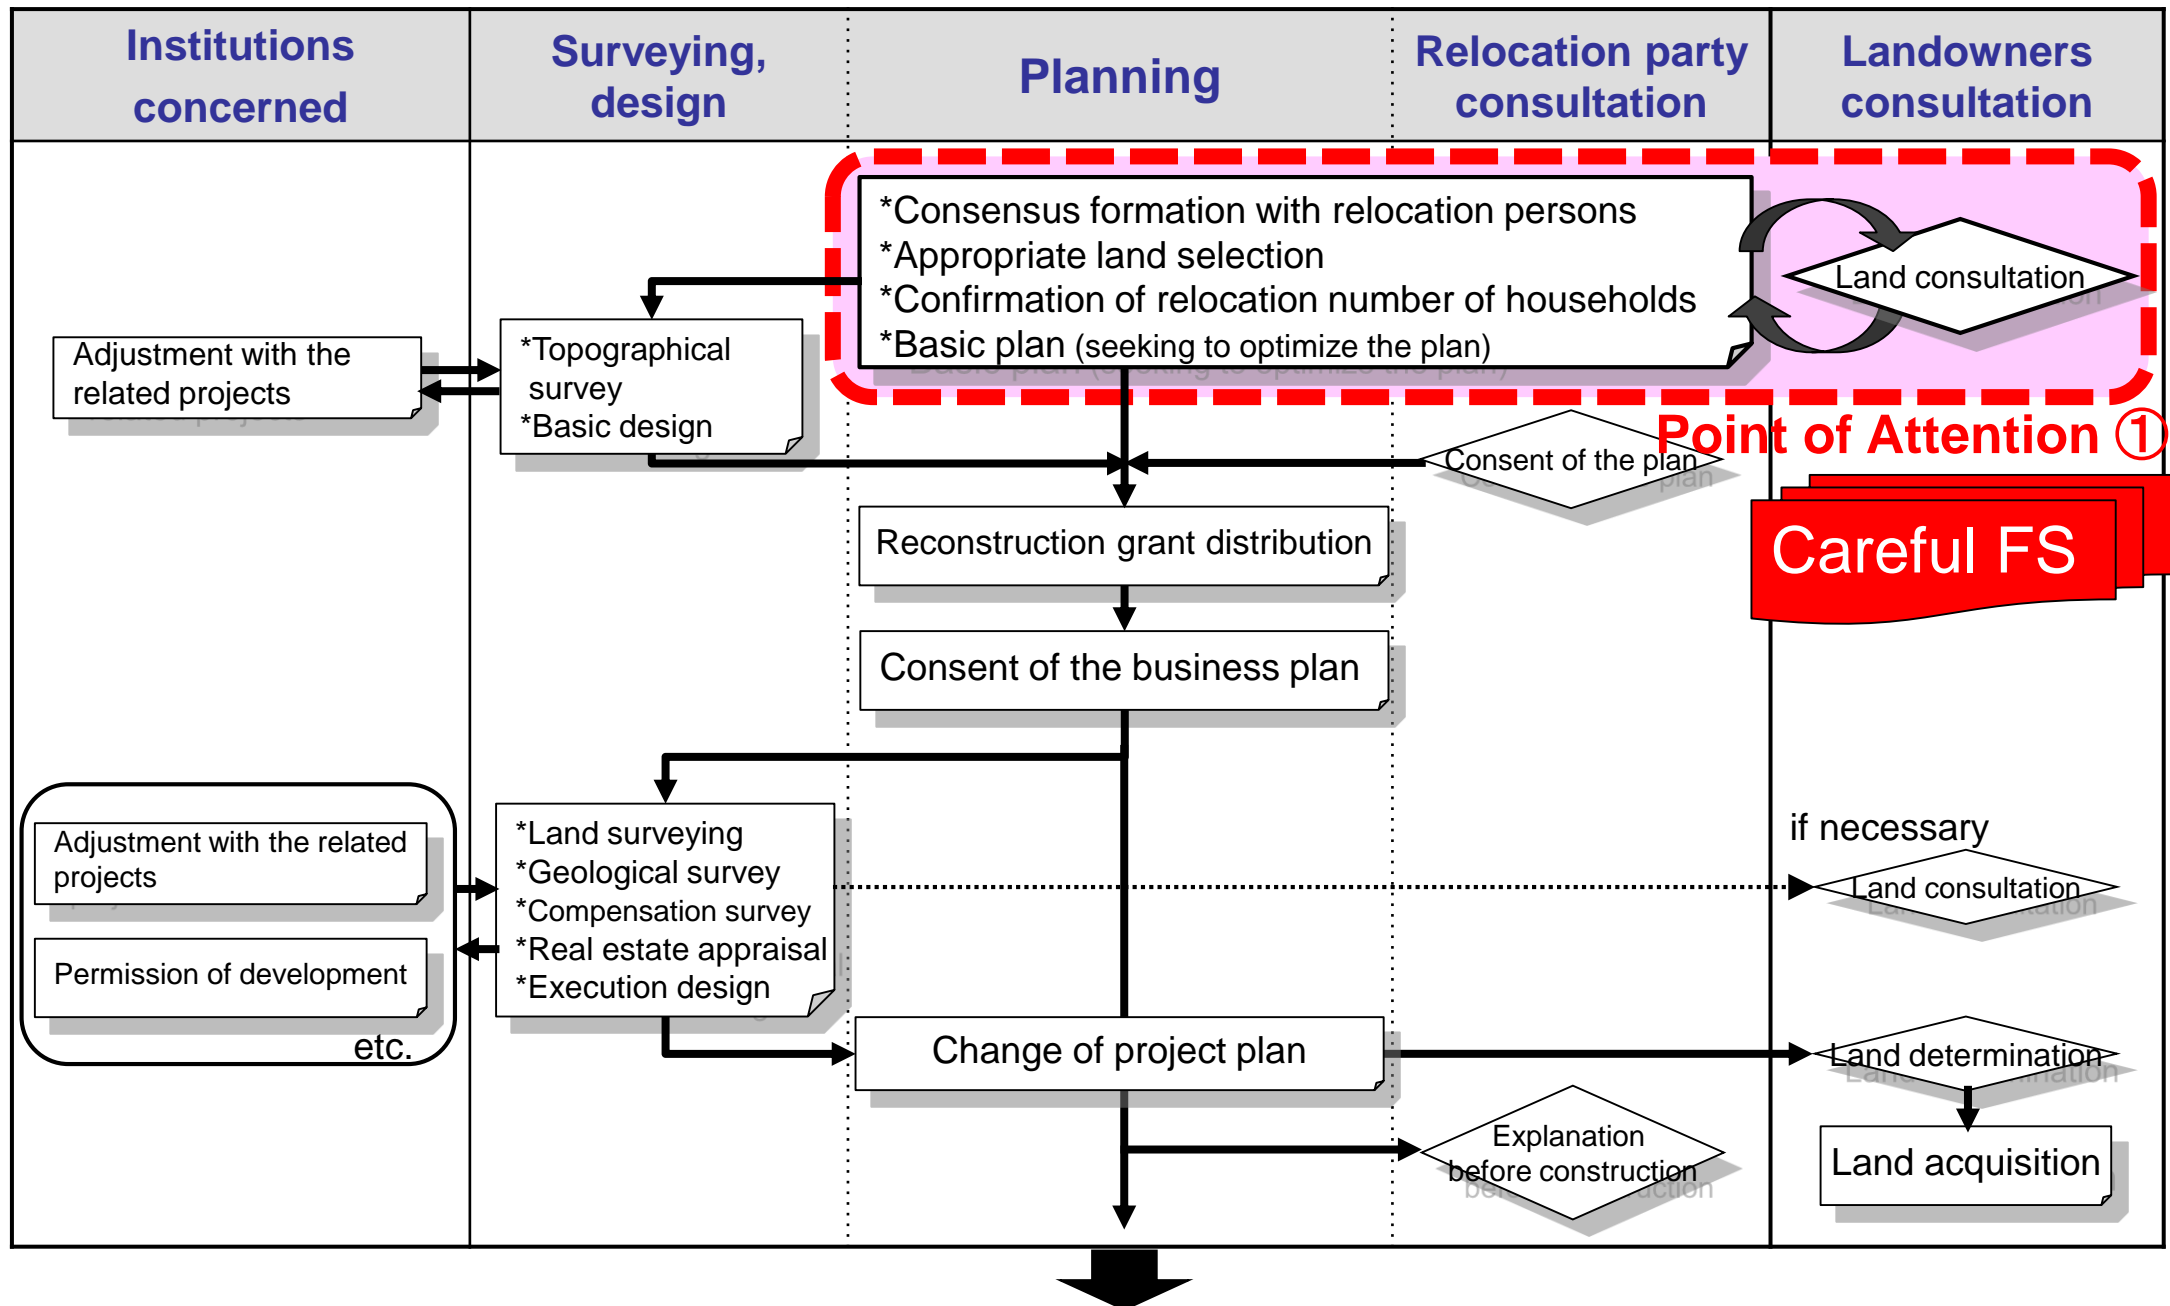 Institutions
concerned
Surveying,
design
Planning
Relocation party
consultation
Landowners
consultation
*Consensus formation with relocation persons
*Appropriate land selection
*Confirmation of relocation number of households
*Basic plan (seeking to optimize the plan)
Land consultation
Adjustment with the
related projects
*Topographical
survey
*Basic design
Point of Attention ①
Consent of the plan
Careful FS
Reconstruction grant distribution
Consent of the business plan
Adjustment with the related
projects
Permission of development
etc.
*Land surveying
*Geological survey
*Compensation survey
*Real estate appraisal
*Execution design
if necessary
Land consultation
Change of project plan
Land determination
Explanation
before construction
Land acquisition